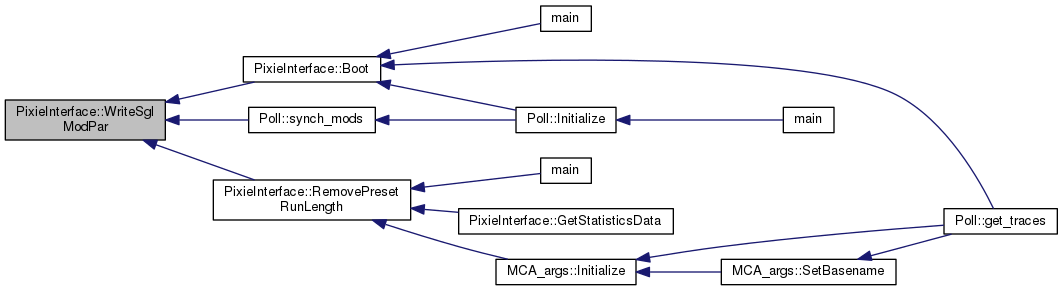 main
PixieInterface::Boot
PixieInterface::WriteSgl
ModPar
Poll::synch_mods
Poll::Initialize
main
main
PixieInterface::RemovePreset
RunLength
PixieInterface::GetStatisticsData
Poll::get_traces
MCA_args::Initialize
MCA_args::SetBasename